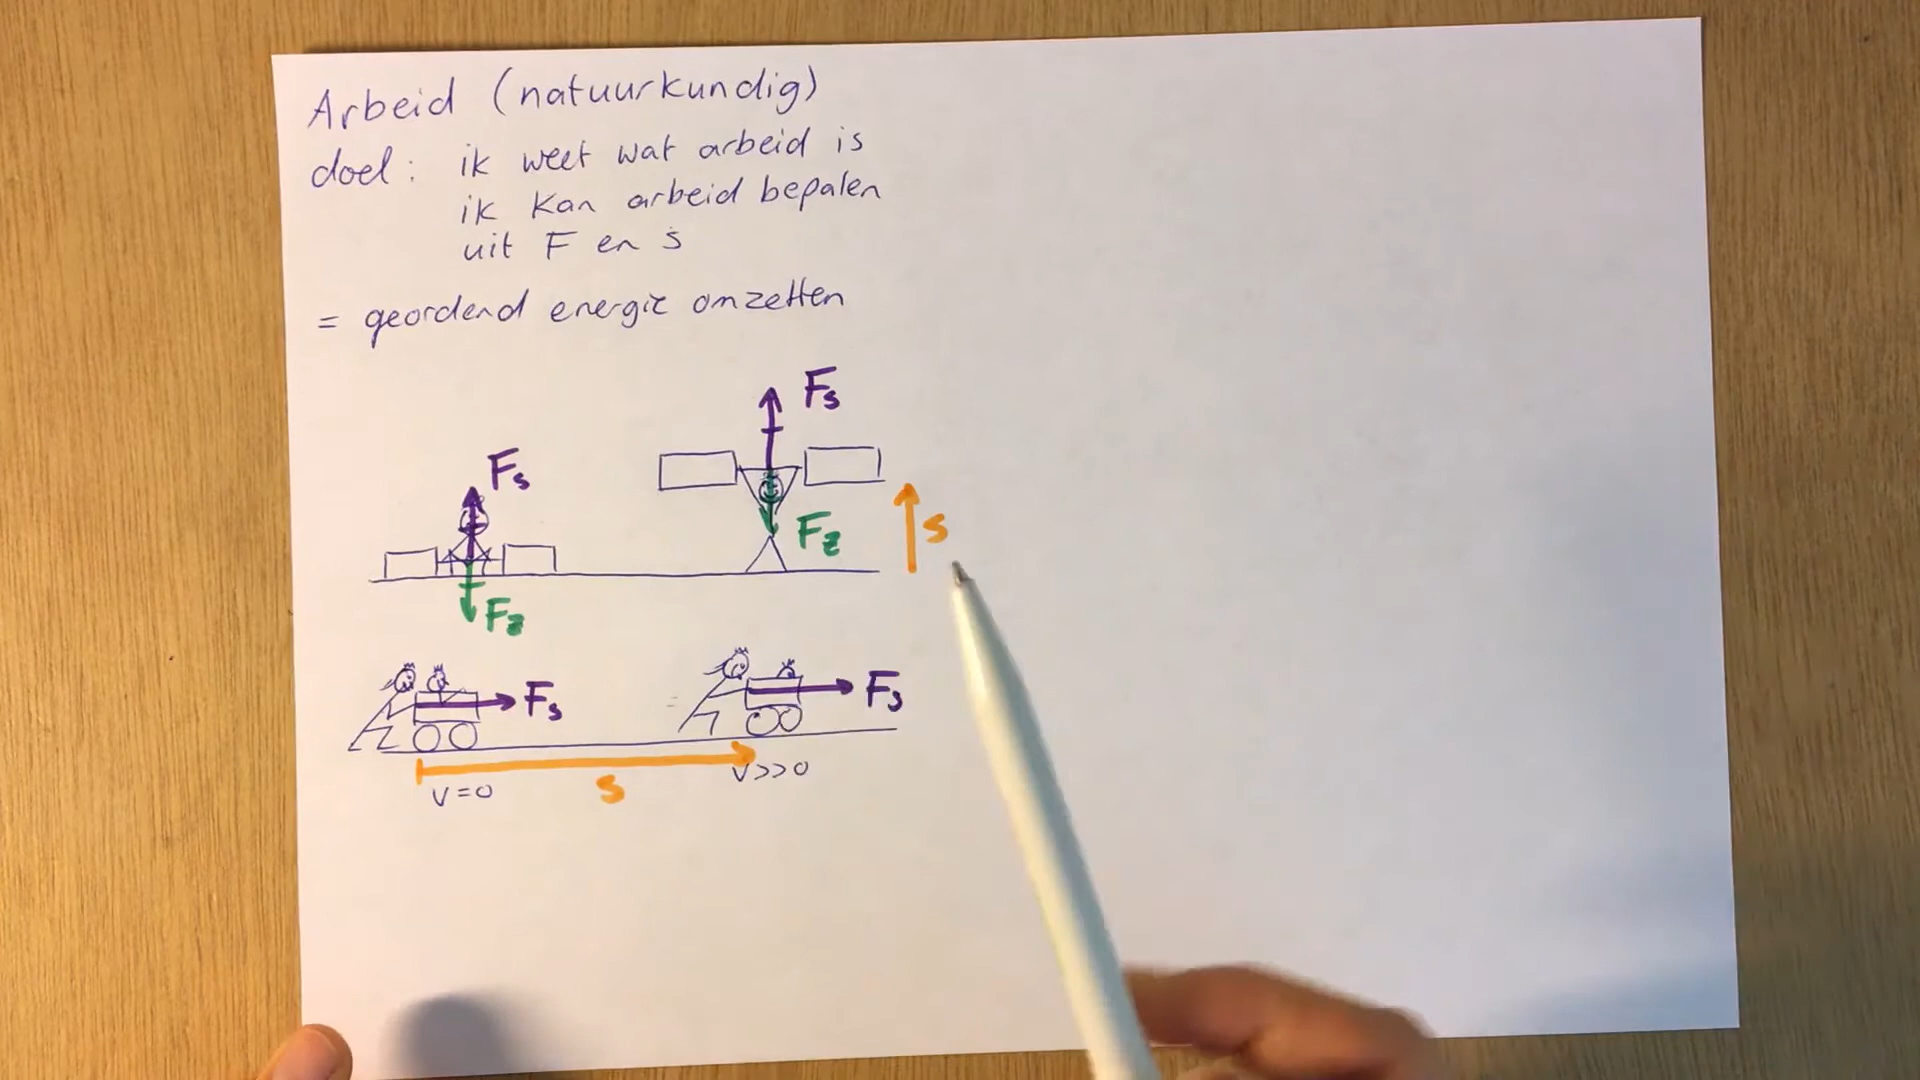 Arbeid (natuurkundig)
doel: ik weet wat arbeid is
ik kan arbeid bepalen
uit F en s
= geordend energie omzetten
Fs
Fs
Fz
s
Fz
Fs
Fs
s
v>>0
v=0